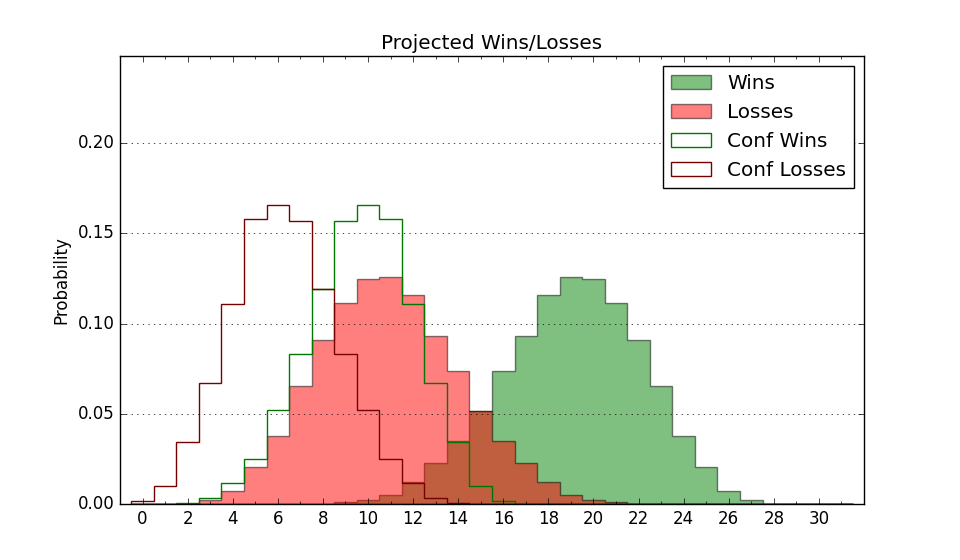 Projected Wins/Losses
Wins
Losses
Conf Wins
Conf Losses
Probability
0.20
0.15
0.10
0.05
0.00
0 2 4 6 8 10 12 14 16 18 20 22 24 26 28 30